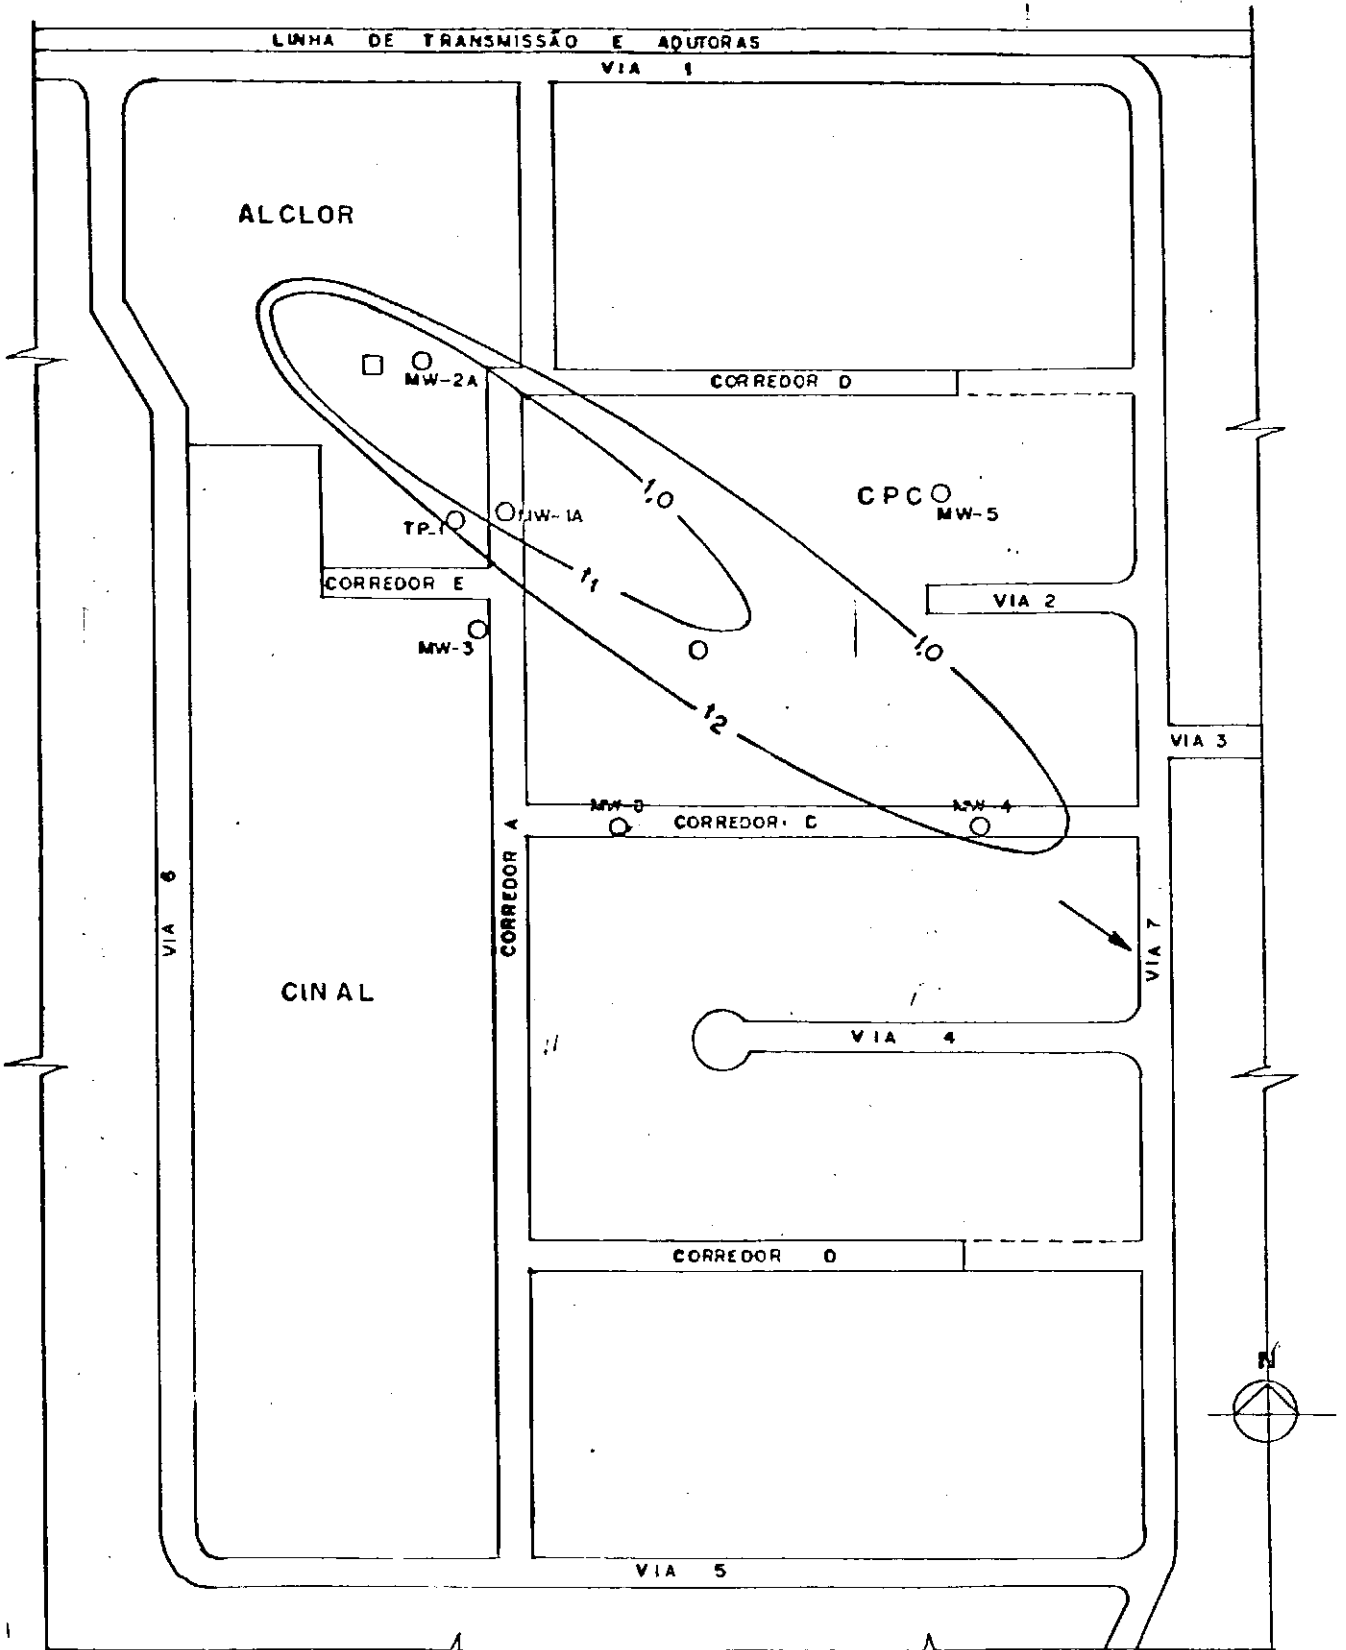 LINHA DE TRANSMISSÃO E ADUTORAS
VIA 1
ALCLOR
MW-2A
CORREDOR D
1.0
CPC
MW-5
TP-1
MW-1A
t1
CORREDOR E
VIA 2
MW-3
1.0
t2
VIA 3
MW-4
CORREDOR C
CORREDOR A
VIA 6
VIA 7
CINAL
VIA 4
CORREDOR
N
VIA 5